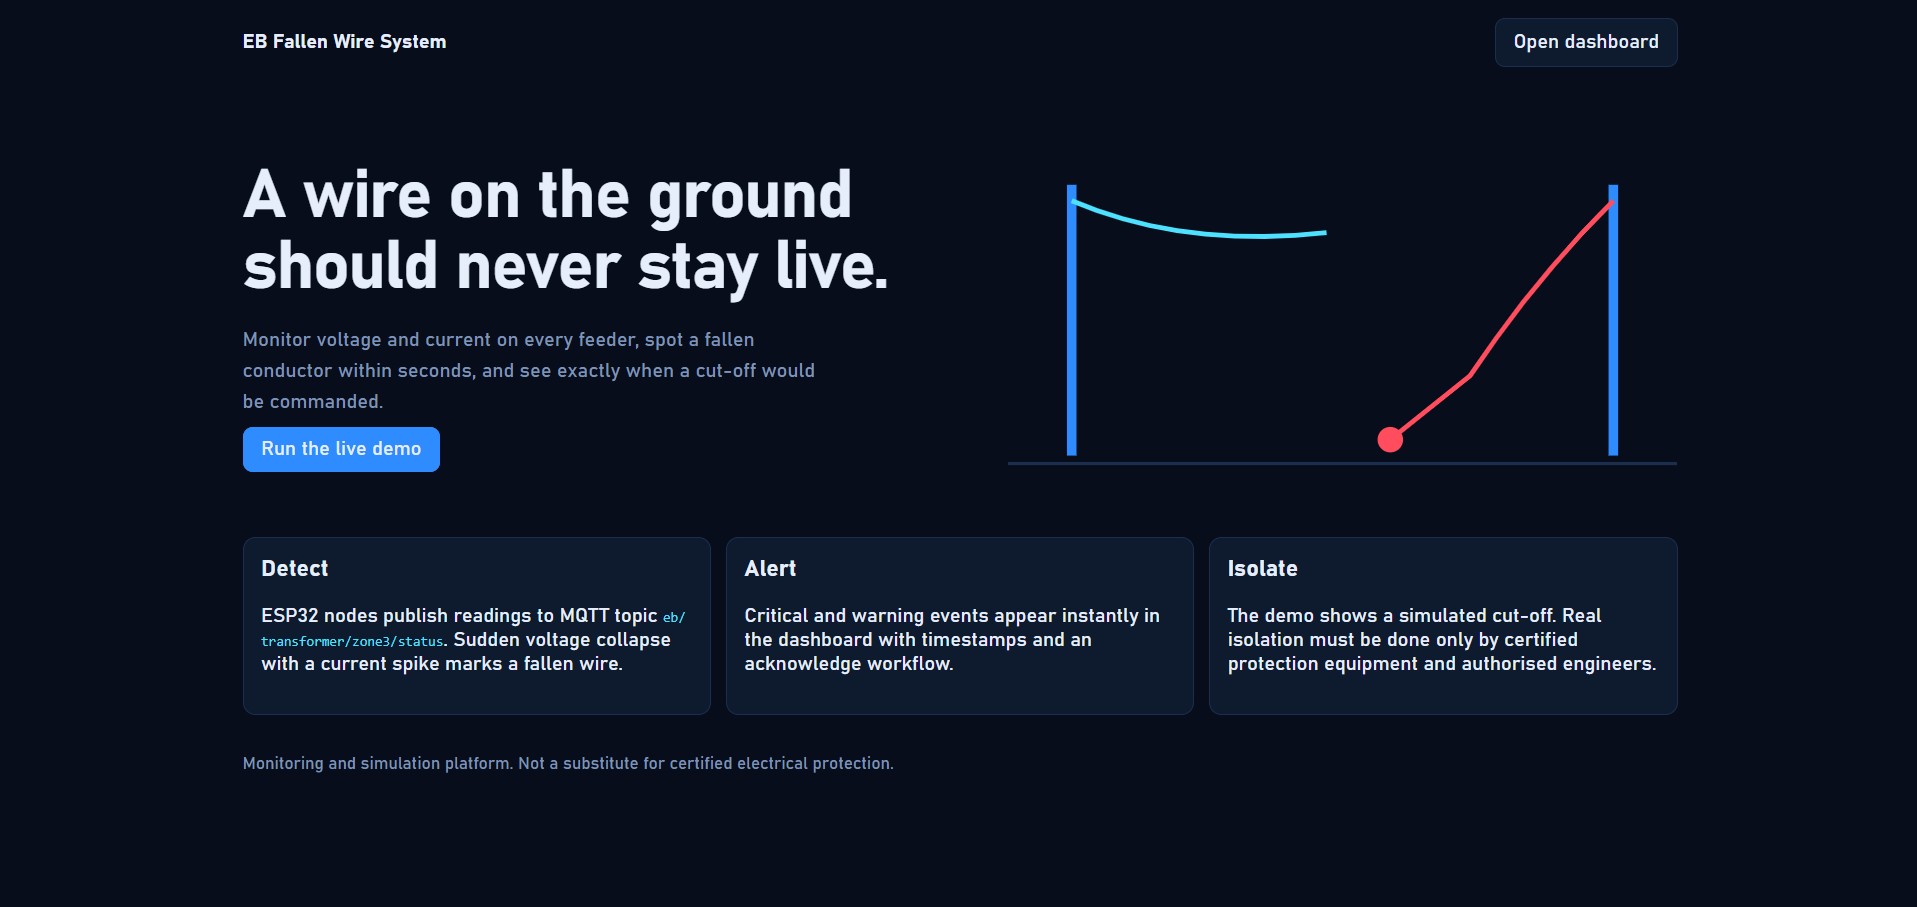 EB Fallen Wire System
Open dashboard
A wire on the ground
should never stay live.
Monitor voltage and current on every feeder, spot a fallen
conductor within seconds, and see exactly when a cut-off would
be commanded.
Run the live demo
Detect
ESP32 nodes publish readings to MQTT topic eb/
transformer/zone3/status. Sudden voltage collapse
with a current spike marks a fallen wire.
Alert
Critical and warning events appear instantly in
the dashboard with timestamps and an
acknowledge workflow.
Isolate
The demo shows a simulated cut-off. Real
isolation must be done only by certified
protection equipment and authorised engineers.
Monitoring and simulation platform. Not a substitute for certified electrical protection.